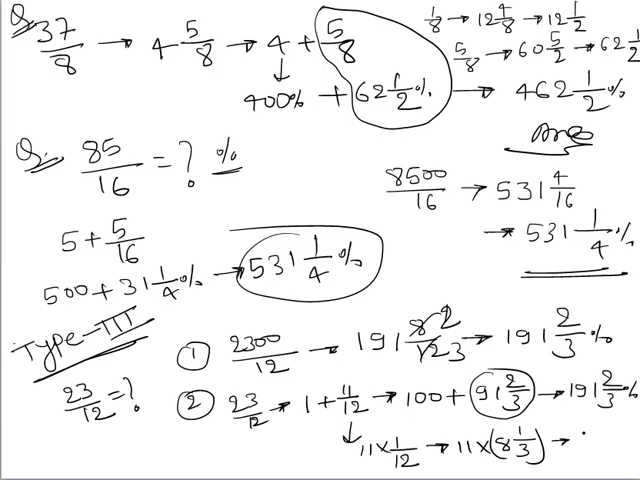 Q. 37/8 → 4 5/8 → 4 + 5/8
1/8 → 12 4/8 → 12 1/2
5/8 → 60 5/2 → 62 1/2
400% + 62 1/2 % → 462 1/2 %
Ans
Q. 85/16 = ? %
8500/16 → 531 4/16
→ 531 1/4 %
5 + 5/16
500 + 31 1/4 % → 531 1/4 %
Type-III
① 2300/12 → 191 8/12 2/3 → 191 2/3 %
23/12 = ?
② 23/12 → 1 + 11/12 → 100 + 91 2/3 → 191 2/3 %
↓ 11 × 1/12 → 11 × (8 1/3) →